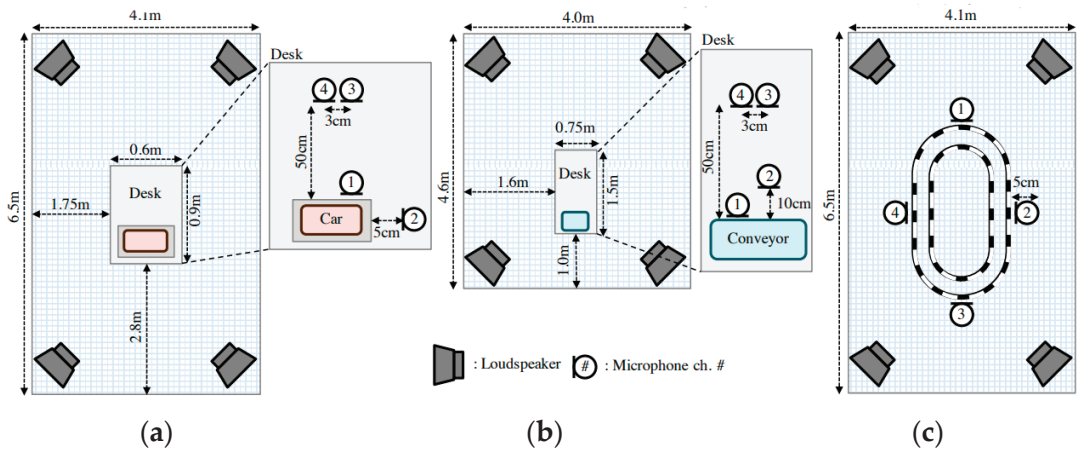 4.1m
6.5m
0.6m
Desk
0.9m
1.75m
2.8m
Desk
4 3
3cm
50cm
1
Car
5cm
2
(a)
4.0m
4.6m
0.75m
Desk
1.5m
1.6m
1.0m
Desk
4 3
3cm
50cm
2
1
10cm
Conveyor
: Loudspeaker # : Microphone ch. #
(b)
4.1m
6.5m
1
5cm
4 2
3
(c)